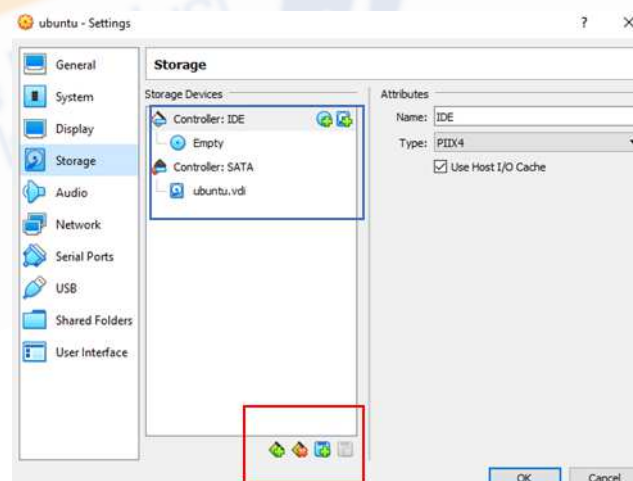 ubuntu - Settings
General
System
Display
Storage
Audio
Network
Serial Ports
USB
Shared Folders
User Interface
Storage
Storage Devices
Controller: IDE
Empty
Controller: SATA
ubuntu.vdi
Attributes
Name: IDE
Type: PIIX4
Use Host I/O Cache
OK
Cancel